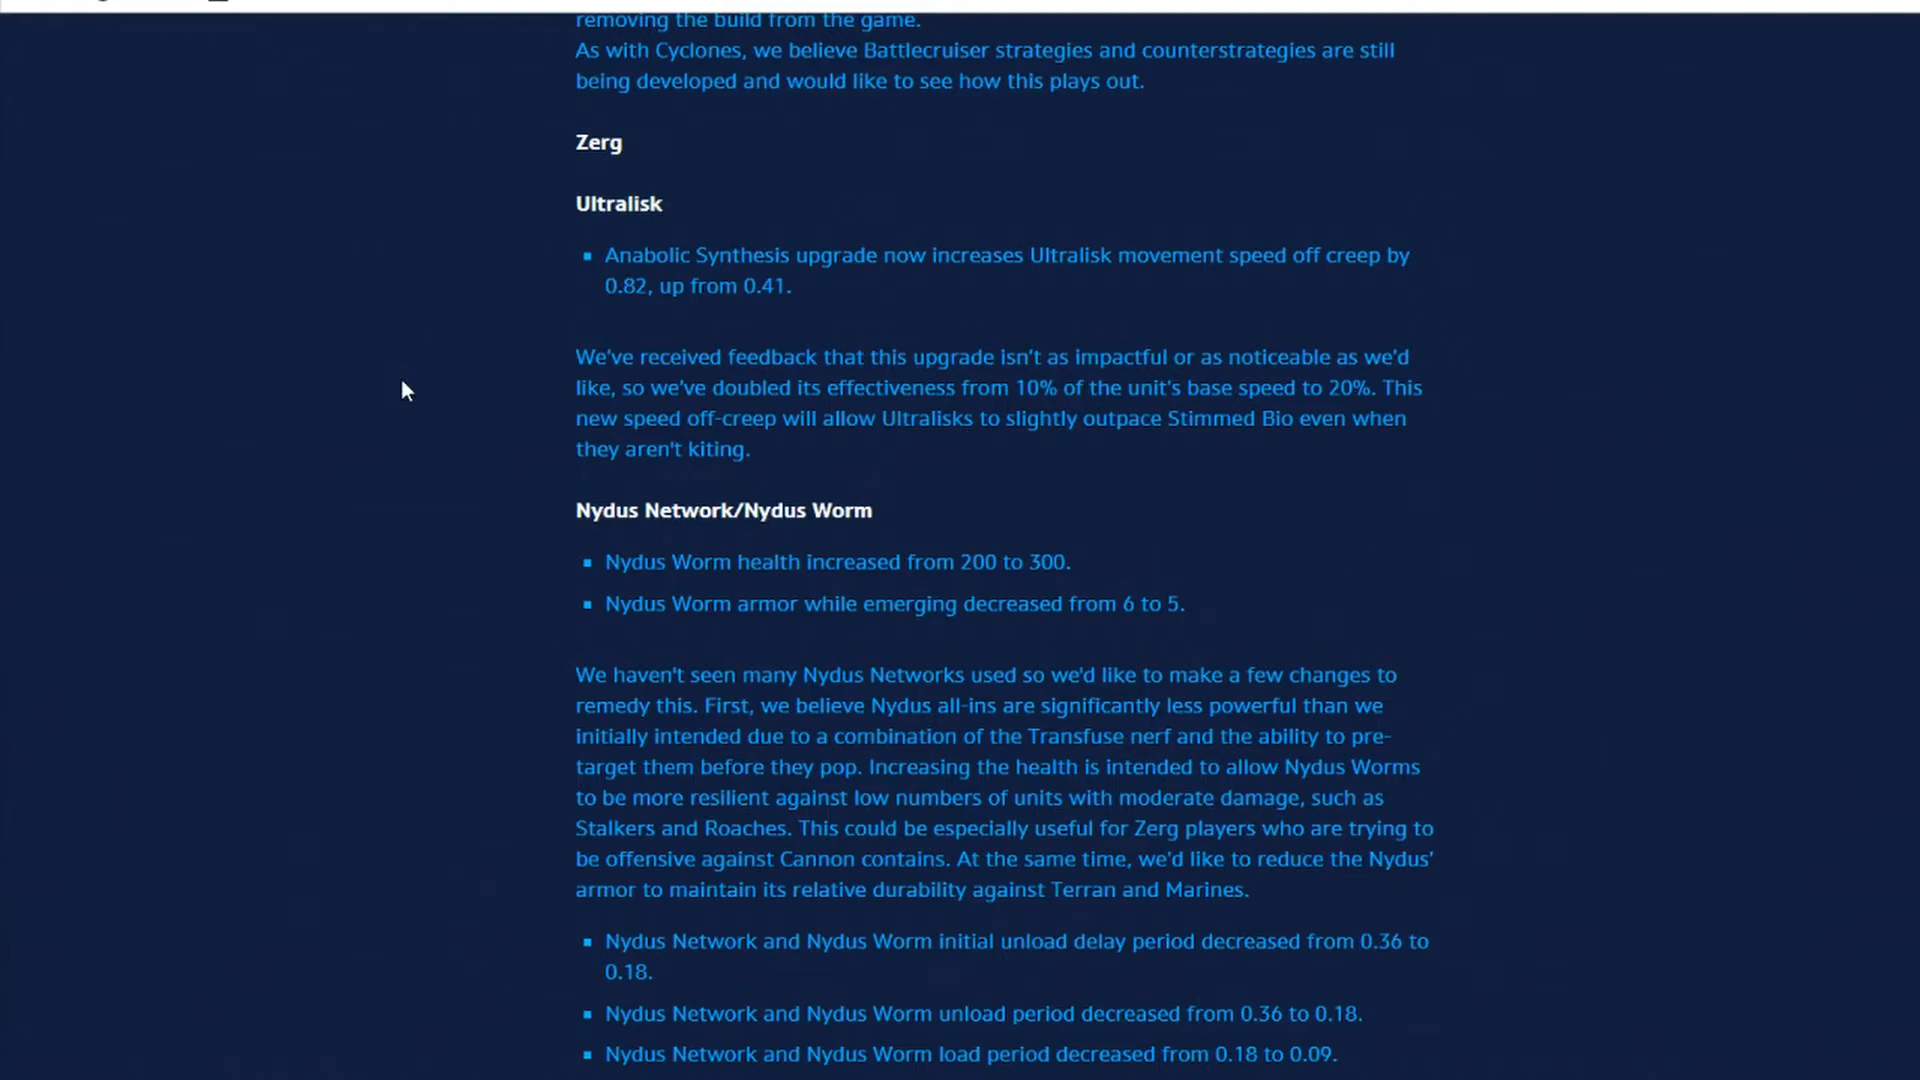 removing the build from the game.
As with Cyclones, we believe Battlecruiser strategies and counterstrategies are still
being developed and would like to see how this plays out.
Zerg
Ultralisk
Anabolic Synthesis upgrade now increases Ultralisk movement speed off creep by
0.82, up from 0.41.
We've received feedback that this upgrade isn't as impactful or as noticeable as we'd
like, so we've doubled its effectiveness from 10% of the unit's base speed to 20%. This
new speed off-creep will allow Ultralisks to slightly outpace Stimmed Bio even when
they aren't kiting.
Nydus Network/Nydus Worm
Nydus Worm health increased from 200 to 300.
Nydus Worm armor while emerging decreased from 6 to 5.
We haven't seen many Nydus Networks used so we'd like to make a few changes to
remedy this. First, we believe Nydus all-ins are significantly less powerful than we
initially intended due to a combination of the Transfuse nerf and the ability to pre-
target them before they pop. Increasing the health is intended to allow Nydus Worms
to be more resilient against low numbers of units with moderate damage, such as
Stalkers and Roaches. This could be especially useful for Zerg players who are trying to
be offensive against Cannon contains. At the same time, we'd like to reduce the Nydus'
armor to maintain its relative durability against Terran and Marines.
Nydus Network and Nydus Worm initial unload delay period decreased from 0.36 to
0.18.
Nydus Network and Nydus Worm unload period decreased from 0.36 to 0.18.
Nydus Network and Nydus Worm load period decreased from 0.18 to 0.09.